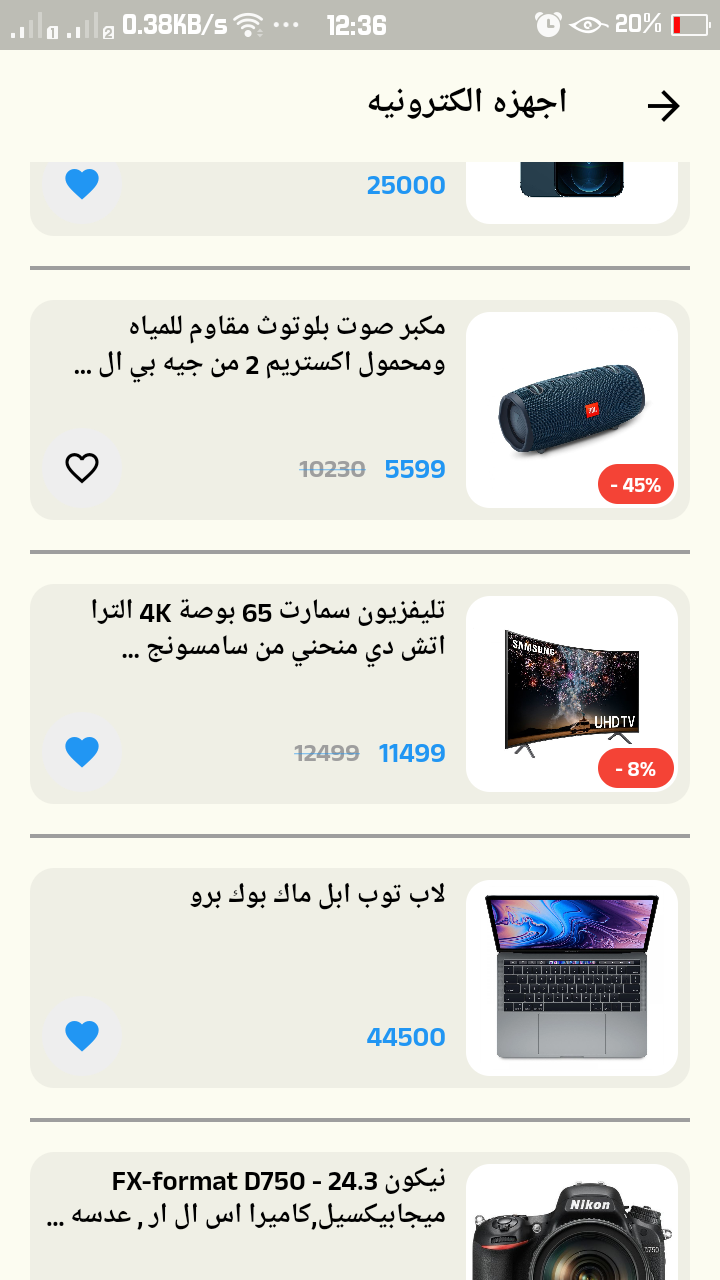 0.38KB/s ... 12:36 20%
1 2
اجهزه الكترونيه
25000
مكبر صوت بلوتوث مقاوم للمياه
ومحمول اكستريم 2 من جيه بي ال ...
5599 10230
- 45%
JBL
تليفزيون سمارت 65 بوصة 4K الترا
اتش دي منحني من سامسونج ...
11499 12499
SAMSUNG
UHDTV
- 8%
لاب توب ابل ماك بوك برو
44500
نيكون FX-format D750 - 24.3
ميجابيكسيل,كاميرا اس ال ار , عدسه ...
Nikon
D750